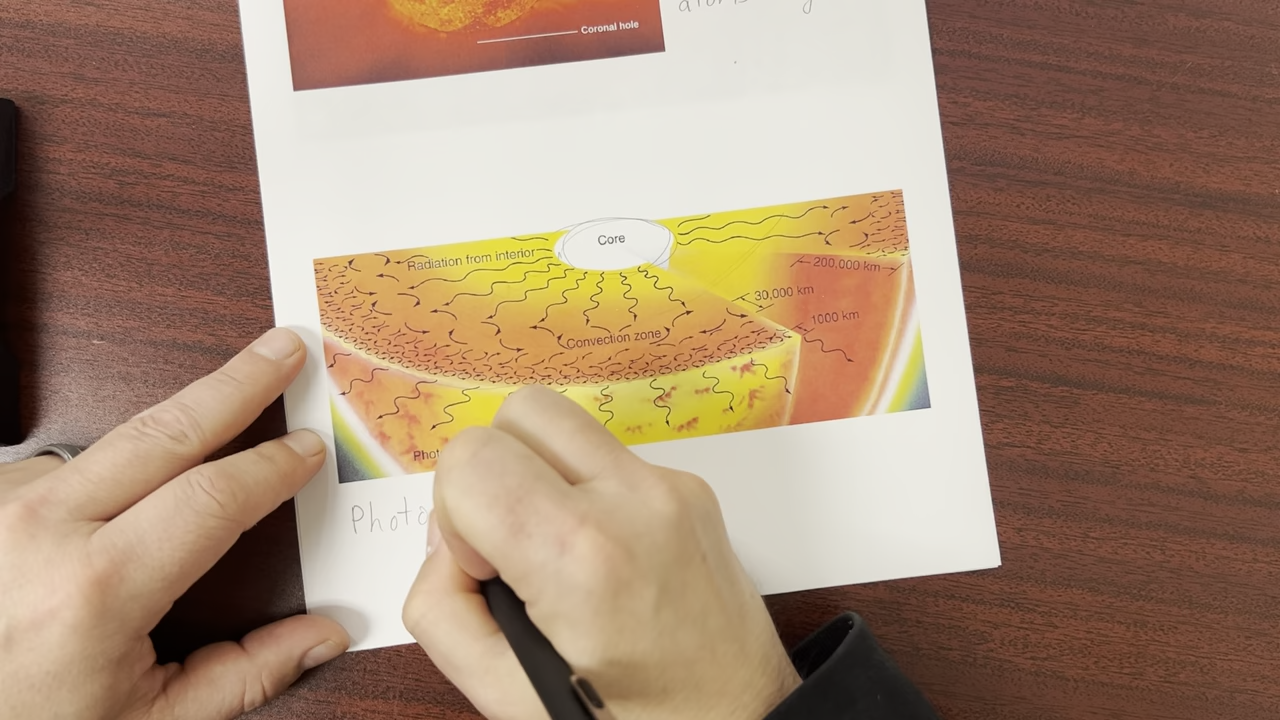 Coronal hole
Core
Radiation from interior
200,000 km
30,000 km
1000 km
Convection zone
Phot
Photo